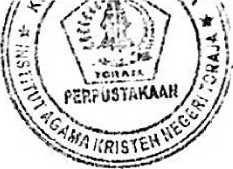 TORAJA
PERPUSTAKAAN
INSTITUT AGAMA KRISTEN NEGERI TORAJA